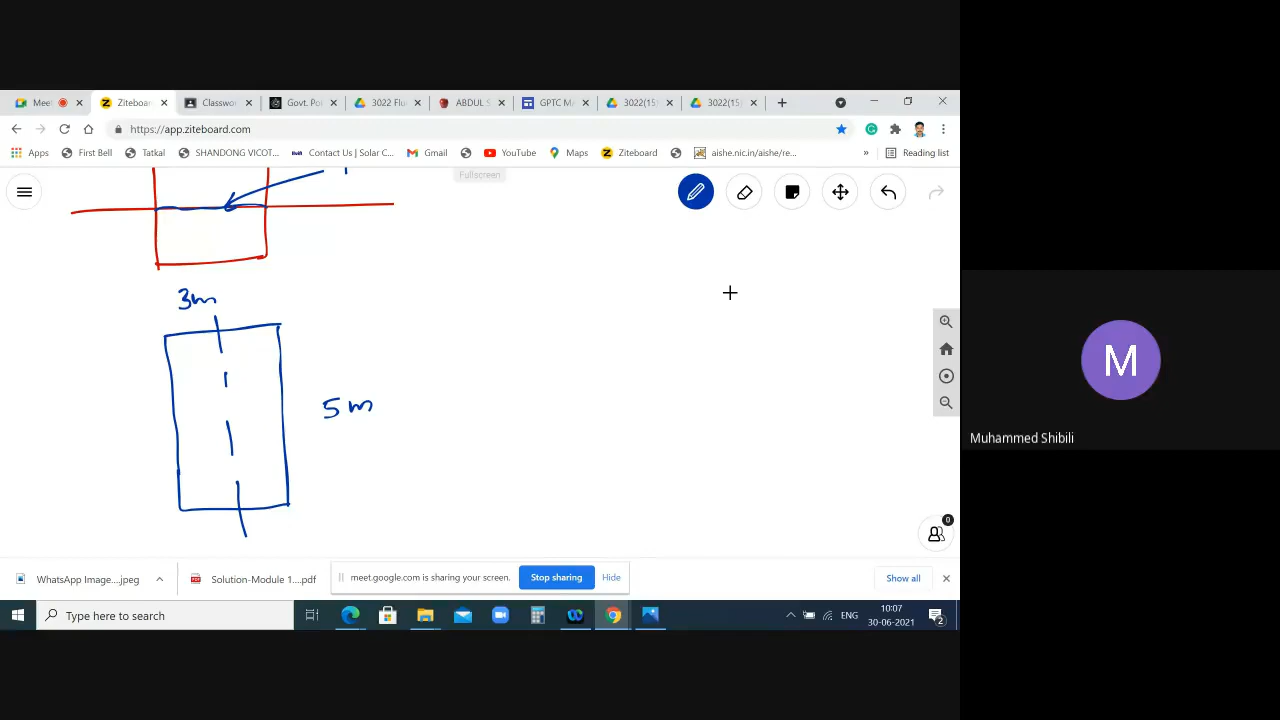 Meet
Ziteboard
Classwo
Govt. Pol
3022 Flu
ABDUL S
GPTC MA
3022(15
3022(15
https://app.ziteboard.com
Apps
First Bell
Tatkal
SHANDONG VICOT...
Contact Us | Solar C...
Gmail
YouTube
Maps
Ziteboard
aishe.nic.in/aishe/re...
»
Reading list
Fullscreen
3m
5m
0
M
Muhammed Shibili
WhatsApp Image....jpeg
Solution-Module 1....pdf
meet.google.com is sharing your screen.
Stop sharing
Hide
Show all
Type here to search
ENG
10:07
30-06-2021
2